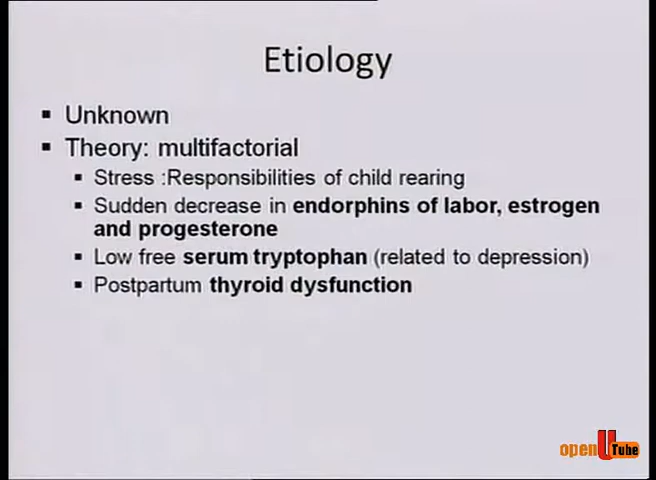 Etiology
▪ Unknown
▪ Theory: multifactorial
▪ Stress :Responsibilities of child rearing
▪ Sudden decrease in endorphins of labor, estrogen
and progesterone
▪ Low free serum tryptophan (related to depression)
▪ Postpartum thyroid dysfunction
openUTube